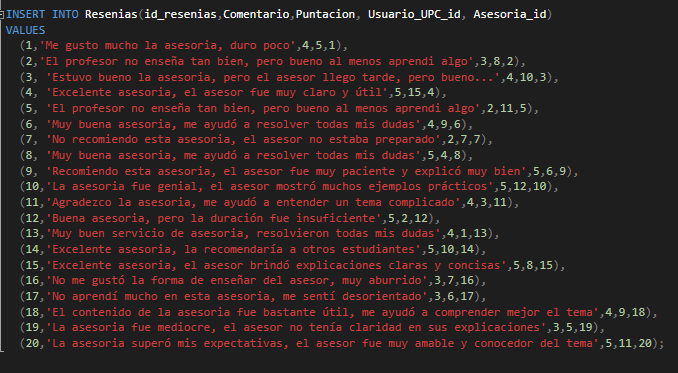 INSERT INTO Resenias(id_resenias,Comentario,Puntacion, Usuario_UPC_id, Asesoria_id)
VALUES
(1,'Me gusto mucho la asesoria, duro poco',4,5,1),
(2,'El profesor no enseña tan bien, pero bueno al menos aprendi algo',3,8,2),
(3, 'Estuvo bueno la asesoria, pero el asesor llego tarde, pero bueno...',4,10,3),
(4, 'Excelente asesoria, el asesor fue muy claro y útil',5,15,4),
(5, 'El profesor no enseña tan bien, pero bueno al menos aprendi algo',2,11,5),
(6, 'Muy buena asesoria, me ayudó a resolver todas mis dudas',4,9,6),
(7, 'No recomiendo esta asesoria, el asesor no estaba preparado',2,7,7),
(8, 'Muy buena asesoria, me ayudó a resolver todas mis dudas',5,4,8),
(9, 'Recomiendo esta asesoria, el asesor fue muy paciente y explicó muy bien',5,6,9),
(10,'La asesoria fue genial, el asesor mostró muchos ejemplos prácticos',5,12,10),
(11,'Agradezco la asesoria, me ayudó a entender un tema complicado',4,3,11),
(12,'Buena asesoria, pero la duración fue insuficiente',5,2,12),
(13,'Muy buen servicio de asesoria, resolvieron todas mis dudas',4,1,13),
(14,'Excelente asesoria, la recomendaría a otros estudiantes',5,10,14),
(15,'Excelente asesoria, el asesor brindó explicaciones claras y concisas',5,8,15),
(16,'No me gustó la forma de enseñar del asesor, muy aburrido',3,7,16),
(17,'No aprendí mucho en esta asesoria, me sentí desorientado',3,6,17),
(18,'El contenido de la asesoria fue bastante útil, me ayudó a comprender mejor el tema',4,9,18),
(19,'La asesoria fue mediocre, el asesor no tenía claridad en sus explicaciones',3,5,19),
(20,'La asesoria superó mis expectativas, el asesor fue muy amable y conocedor del tema',5,11,20);